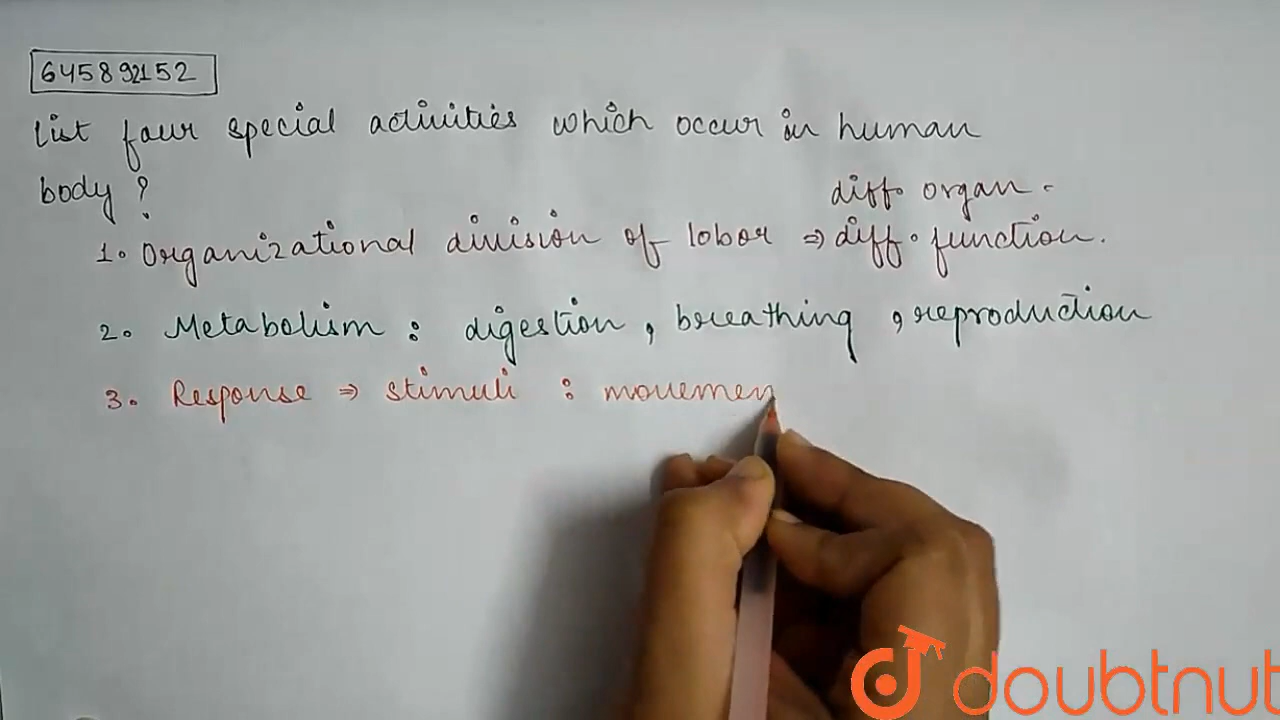 645892152
List four special activities which occur in human
body ?
diff. organ.
1. Organizational division of lobor ⇒ diff. function.
2. Metabolism : digestion, breathing, reproduction
3. Response ⇒ stimuli : movemen
doubtnut